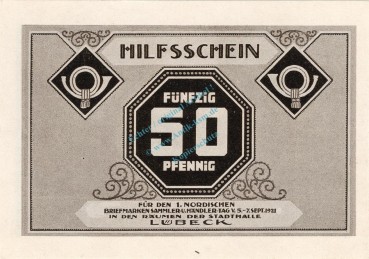 HILFSSCHEIN
FÜNFZIG
50
PFENNIG
FÜR DEN 1. NORDISCHEN
BRIEFMARKEN SAMMLER-U. HÄNDLER-TAG V. 5.-7. SEPT. 1921
IN DEN RÄUMEN DER STADTHALLE
LÜBECK